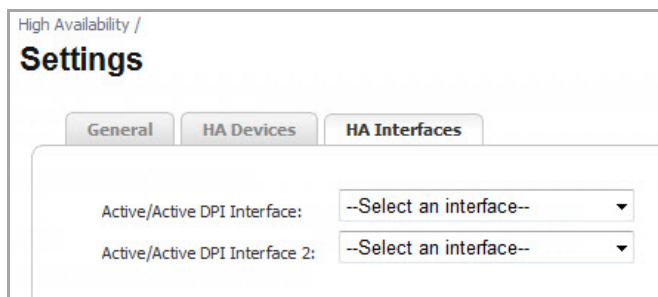 High Availability /
Settings
General HA Devices HA Interfaces
Active/Active DPI Interface: --Select an interface--
Active/Active DPI Interface 2: --Select an interface--